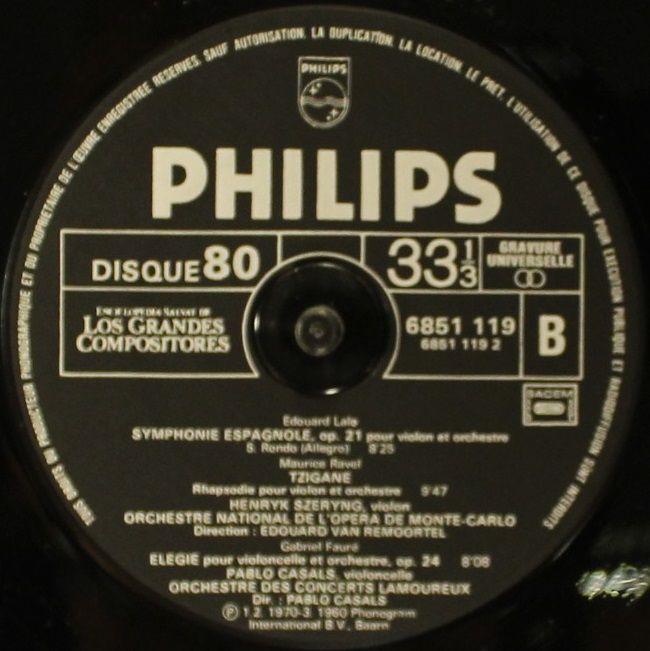 TOUS DROITS DU PRODUCTEUR PHONOGRAPHIQUE ET DU PROPRIETAIRE DE L'ŒUVRE ENREGISTREE RESERVES. SAUF AUTORISATION, LA DUPLICATION, LA LOCATION, LE PRET, L'UTILISATION DE CE DISQUE POUR EXECUTION PUBLIQUE ET RADIODIFFUSION SONT INTERDITS
PHILIPS
PHILIPS
DISQUE 80
33 1/3
GRAVURE
UNIVERSELLE
ENCICLOPEDIA SALVAT DE
LOS GRANDES
COMPOSITORES
6851 119
6851 119 2
B
SACEM
Edouard Lalo
SYMPHONIE ESPAGNOLE, op. 21 pour violon et orchestre
5. Rondo (Allegro) 8'25
Maurice Ravel
TZIGANE
Rhapsodie pour violon et orchestre 9'47
HENRYK SZERYNG, violon
ORCHESTRE NATIONAL DE L'OPERA DE MONTE-CARLO
Direction : EDOUARD VAN REMOORTEL
Gabriel Fauré
ELEGIE pour violoncelle et orchestre, op. 24 8'08
PABLO CASALS, violoncelle
ORCHESTRE DES CONCERTS LAMOUREUX
Dir. : PABLO CASALS
Ⓟ 1.2. 1970-3. 1960 Phonogram
International B.V., Baarn